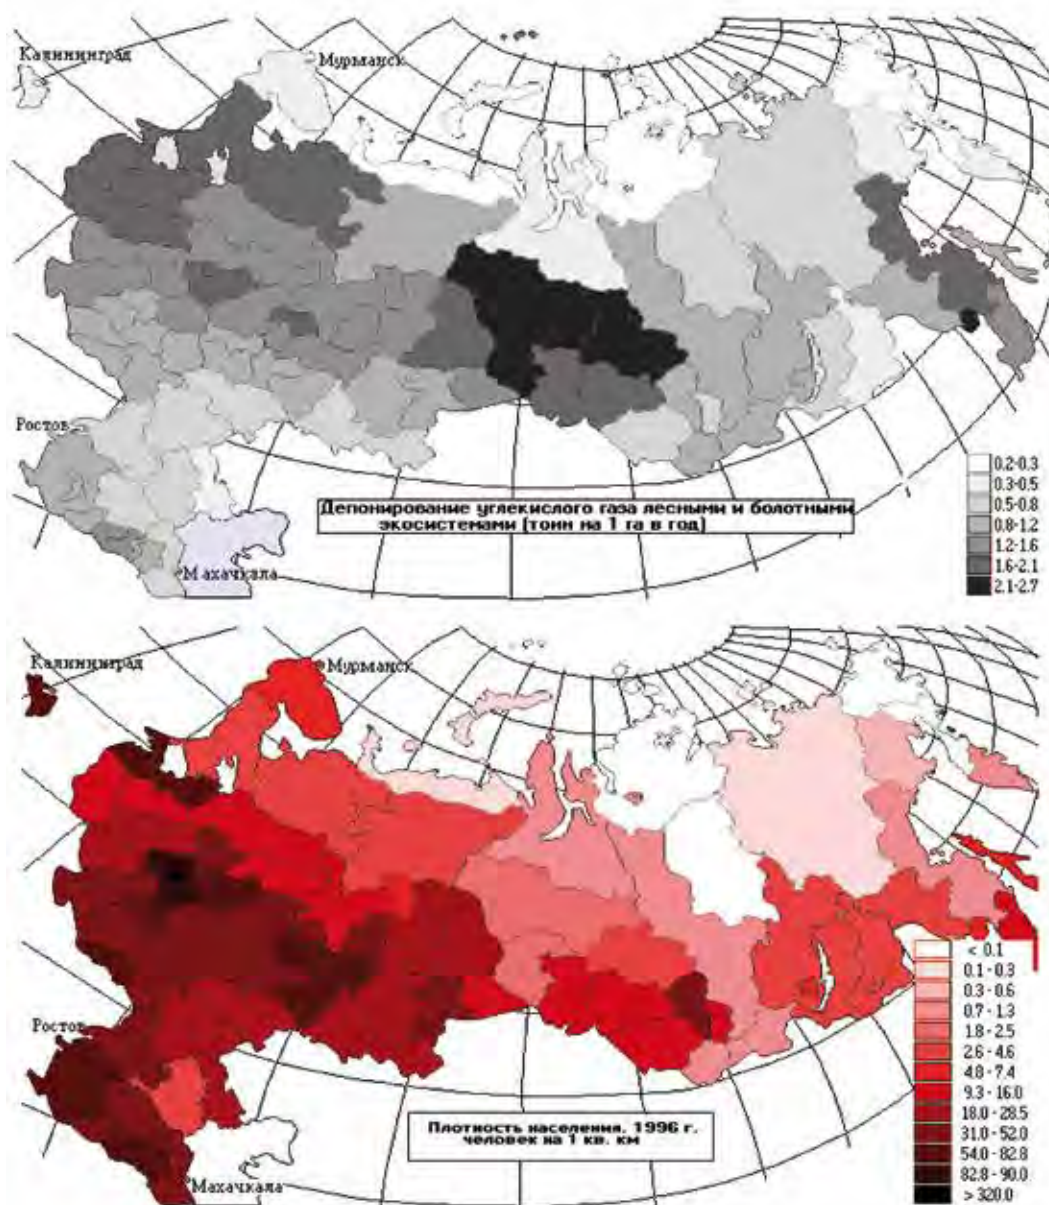 Калининград
Мурманск
Ростов
Махачкала
Депонирование углекислого газа лесными и болотными
экосистемами (тонн на 1 га в год)
0.2-0.3
0.3-0.5
0.5-0.8
0.8-1.2
1.2-1.6
1.6-2.1
2.1-2.7
Калининград
Мурманск
Ростов
Махачкала
Плотность населения. 1996 г.
человек на 1 кв. км
< 0.1
0.1 - 0.3
0.3 - 0.6
0.7 - 1.3
1.8 - 2.5
2.6 - 4.6
4.8 - 7.4
9.3 - 16.0
18.0 - 28.5
31.0 - 52.0
54.0 - 82.8
82.8 - 90.0
> 320.0